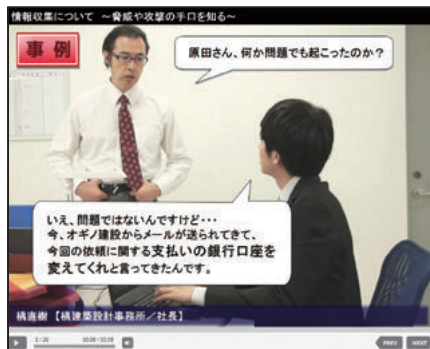 情報収集について ～脅威や攻撃の手口を知る～
事例
原田さん、何か問題でも起こったのか？
いえ、問題ではないんですけど・・・
今、オギノ建設からメールが送られてきて、
今回の依頼に関する支払いの銀行口座を
変えてくれと言ってきたんです。
橘直樹【橘建築設計事務所／社長】
PREV
NEXT